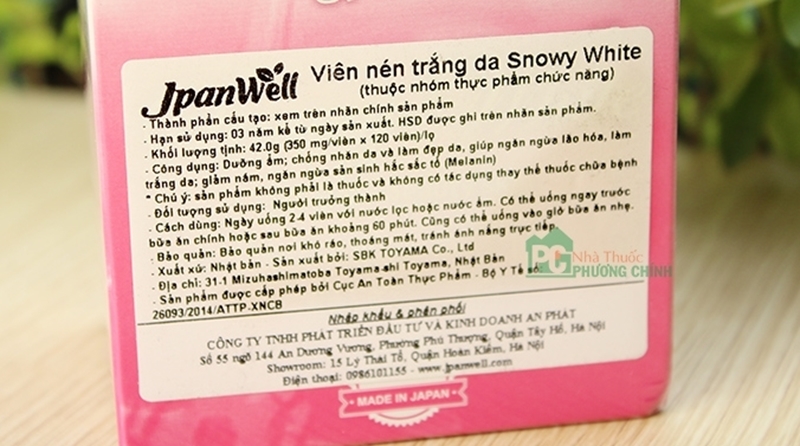 JpanWell Viên nén trắng da Snowy White
(thuộc nhóm thực phẩm chức năng)
. Thành phần cấu tạo: xem trên nhãn chính sản phẩm
. Hạn sử dụng: 03 năm kể từ ngày sản xuất. HSD được ghi trên nhãn sản phẩm.
. Khối lượng tịnh: 42.0g (350 mg/viên x 120 viên)/lọ
. Công dụng: Dưỡng ẩm; chống nhăn da và làm đẹp da, giúp ngăn ngừa lão hóa, làm
trắng da; giảm nám, ngăn ngừa sản sinh hắc sắc tố (Melanin)
* Chú ý: sản phẩm không phải là thuốc và không có tác dụng thay thế thuốc chữa bệnh
. Đối tượng sử dụng: Người trưởng thành
. Cách dùng: Ngày uống 2-4 viên với nước lọc hoặc nước ấm. Có thể uống ngay trước
bữa ăn chính hoặc sau bữa ăn khoảng 60 phút. Cũng có thể uống vào giờ bữa ăn nhẹ.
. Bảo quản: Bảo quản nơi khô ráo, thoáng mát, tránh ánh nắng trực tiếp.
. Xuất xứ: Nhật bản - Sản xuất bởi: SBK TOYAMA Co., Ltd
. Địa chỉ: 31-1 Mizuhashimatoba Toyama-shi Toyama, Nhật Bản
. Sản phẩm được cấp phép bởi Cục An Toàn Thực Phẩm - Bộ Y Tế số:
26093/2014/ATTP-XNCB
PC Nhà Thuốc
PHƯƠNG CHÍNH
Nhập khẩu & phân phối
CÔNG TY TNHH PHÁT TRIỂN ĐẦU TƯ VÀ KINH DOANH AN PHÁT
Số 55 ngõ 144 An Dương Vương, Phường Phú Thượng, Quận Tây Hồ, Hà Nội
Showroom: 15 Lý Thái Tổ, Quận Hoàn Kiếm, Hà Nội
Điện thoại: 0986101155 - www.jpanwell.com
MADE IN JAPAN